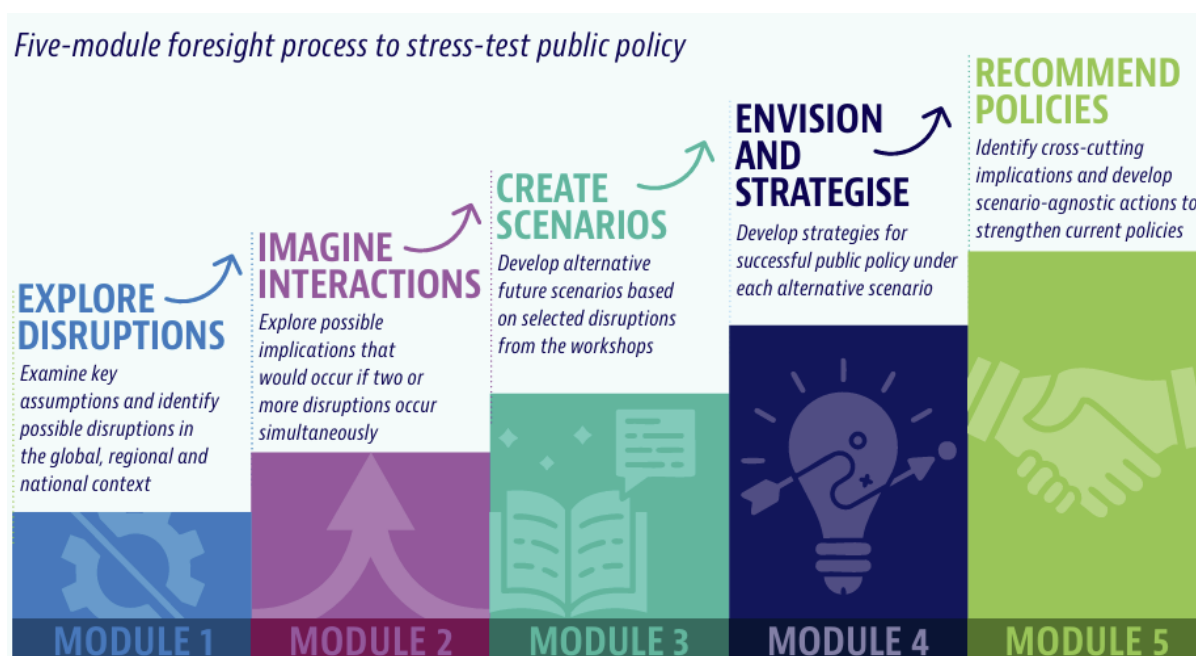 Five-module foresight process to stress-test public policy
EXPLORE
DISRUPTIONS
Examine key
assumptions and identify
possible disruptions in
the global, regional and
national context
MODULE 1
IMAGINE
INTERACTIONS
Explore possible
implications that
would occur if two or
more disruptions occur
simultaneously
MODULE 2
CREATE
SCENARIOS
Develop alternative
future scenarios based
on selected disruptions
from the workshops
MODULE 3
ENVISION
AND
STRATEGISE
Develop strategies for
successful public policy under
each alternative scenario
MODULE 4
RECOMMEND
POLICIES
Identify cross-cutting
implications and develop
scenario-agnostic actions to
strengthen current policies
MODULE 5